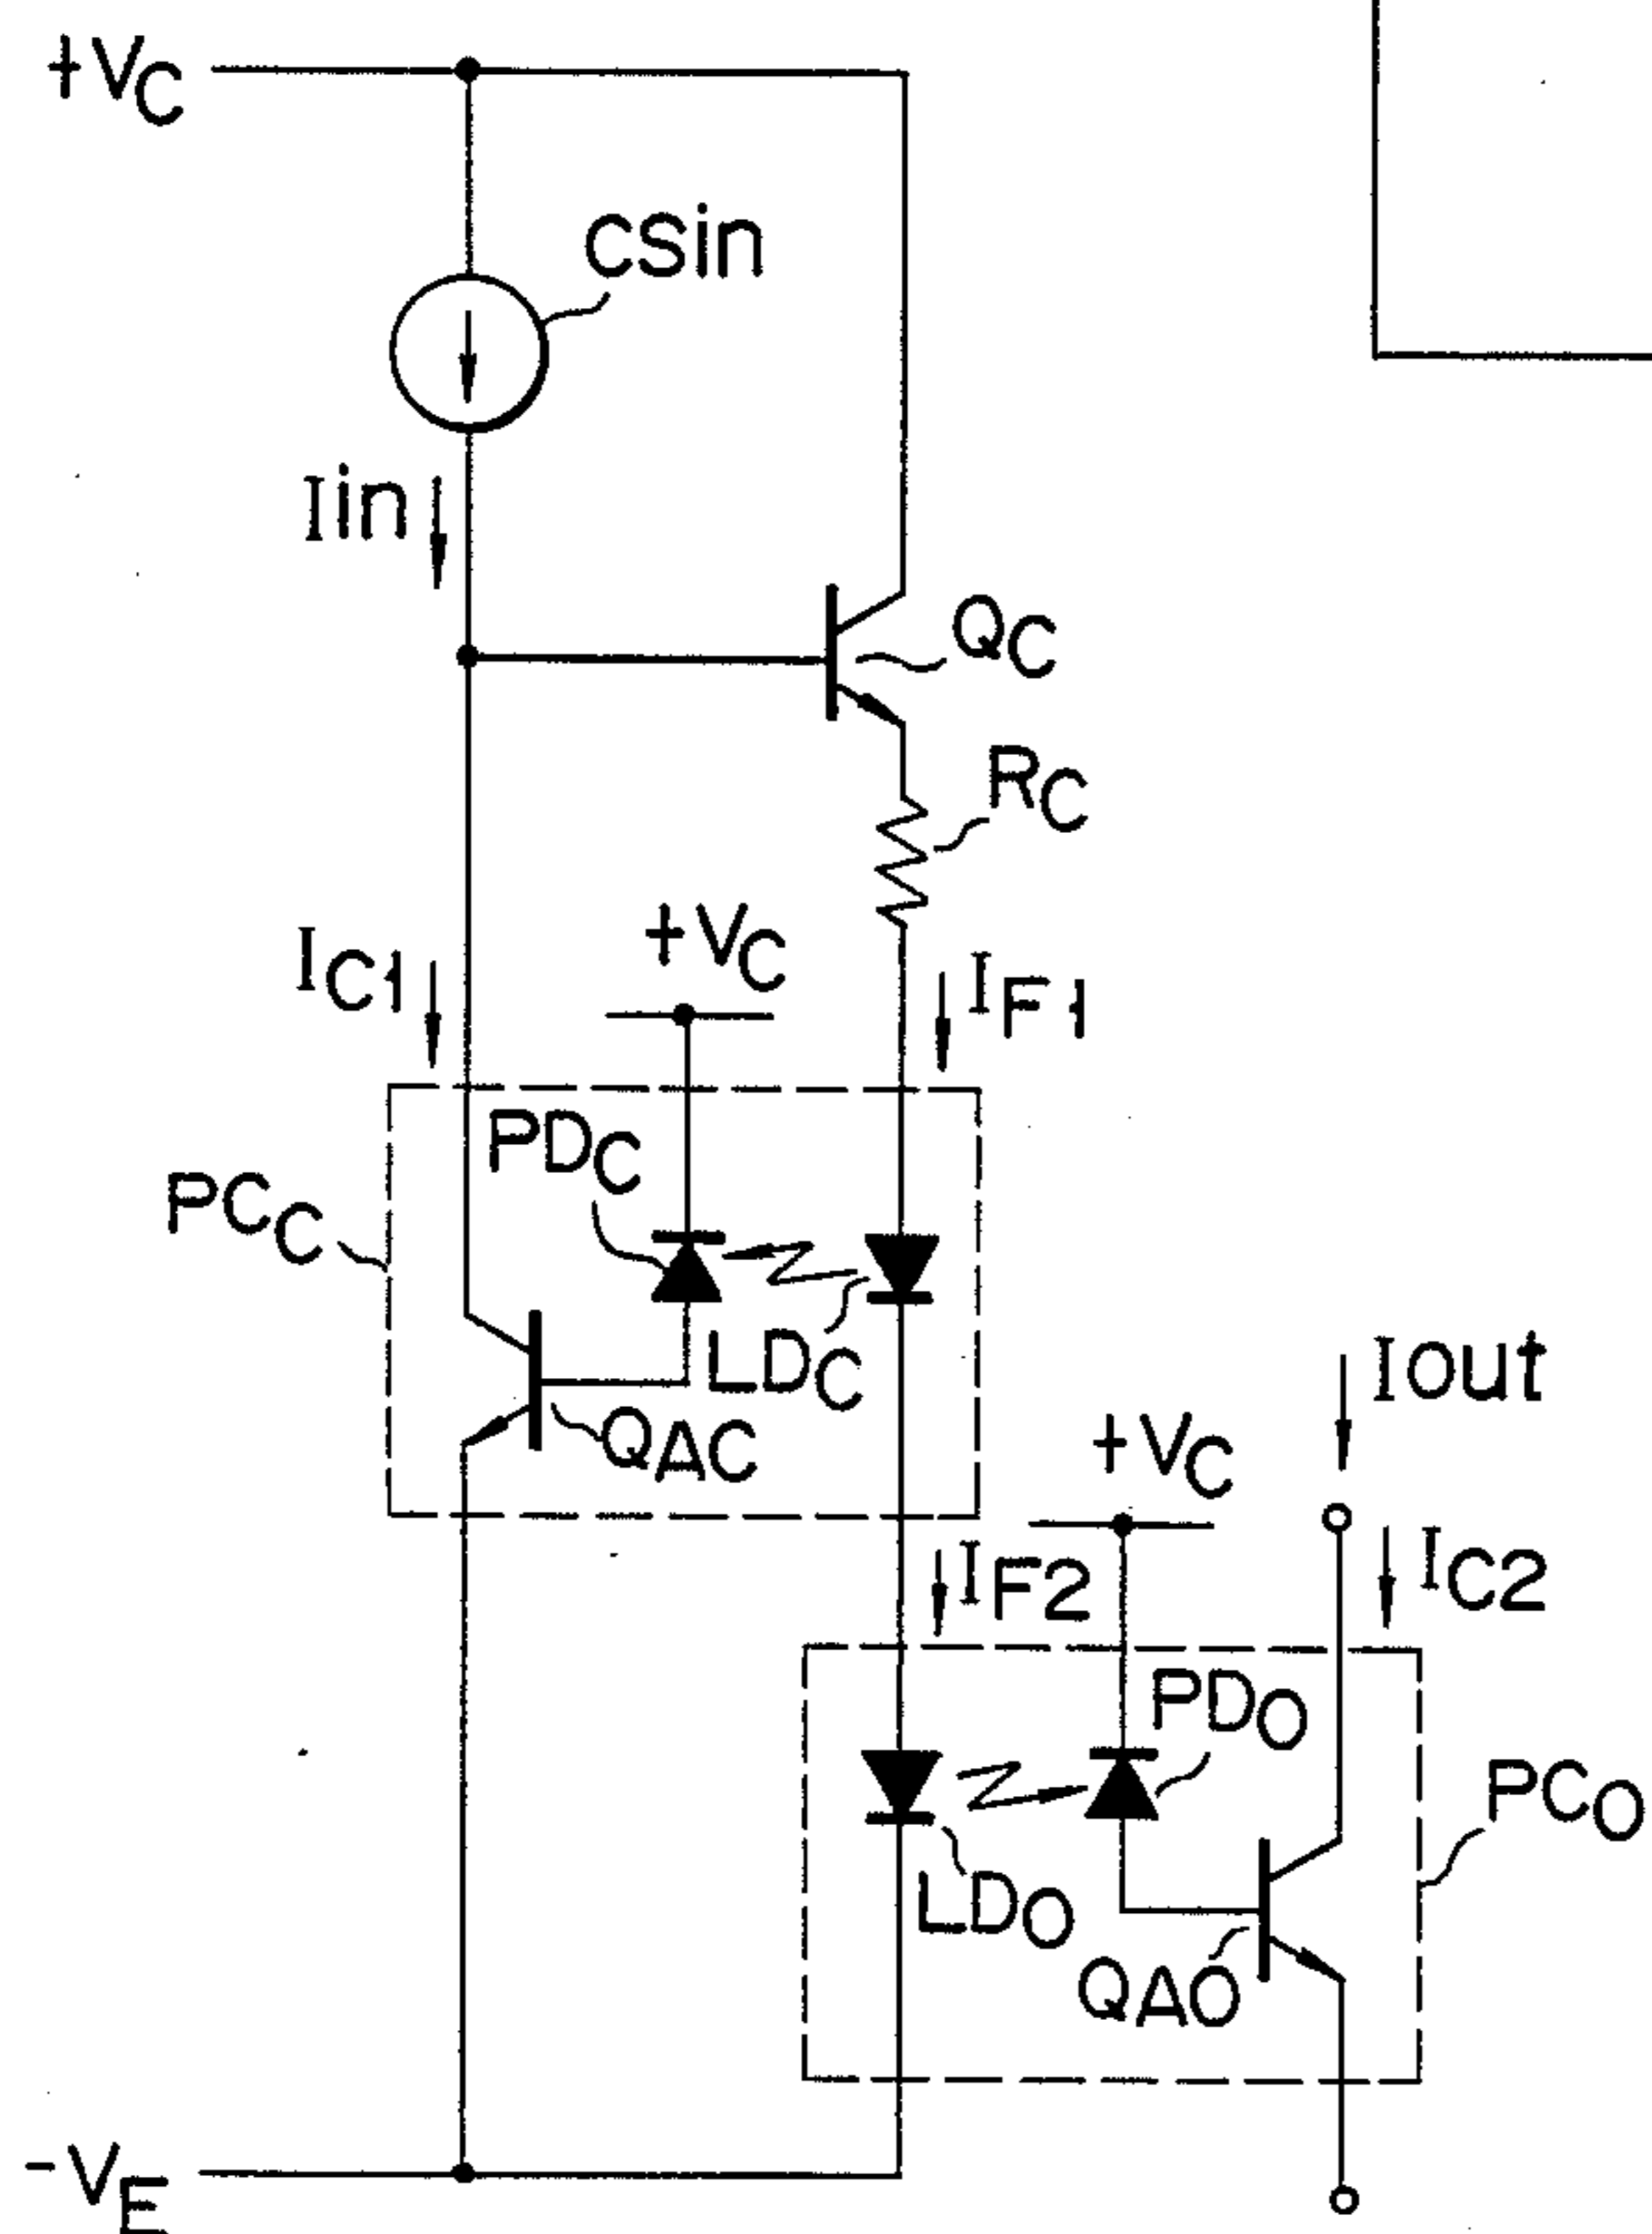 +VC
CSin
Iin
QC
RC
IC1
+VC
IF1
PDC
PCC
LDC
QAC
Iout
+VC
IF2
IC2
PDO
PCO
LDO
QAO
-VE